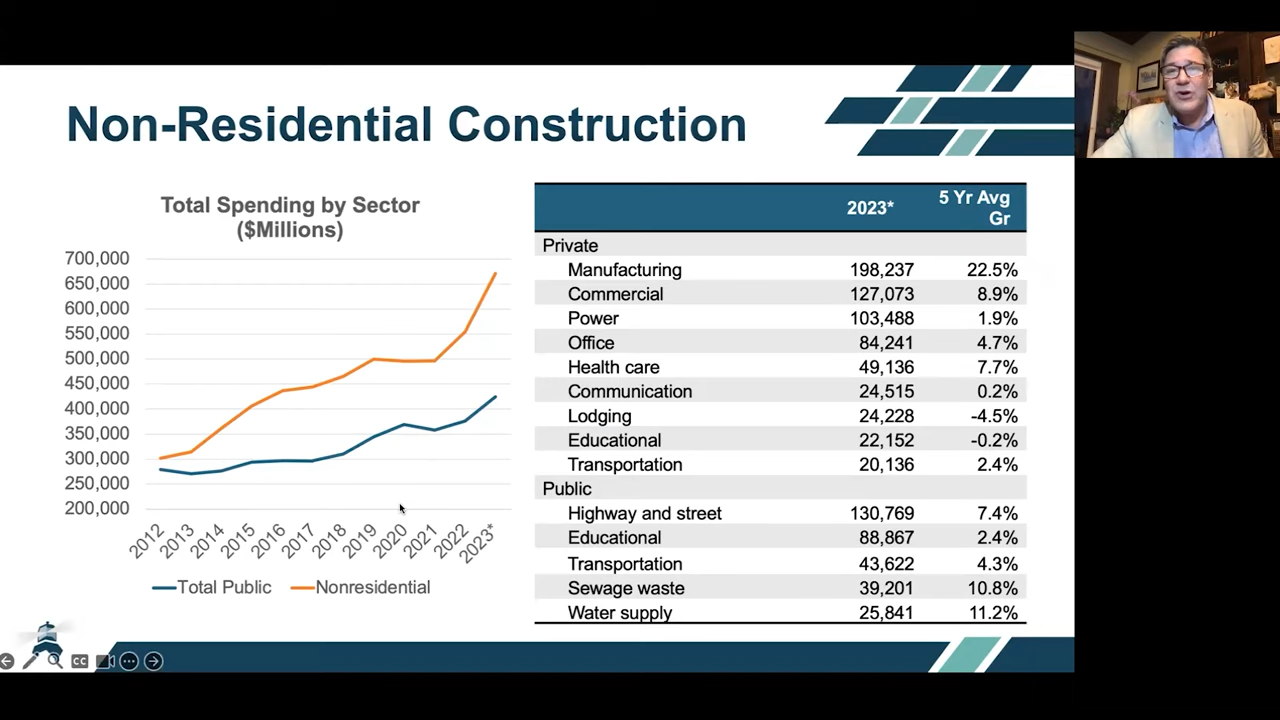 Non-Residential Construction
Total Spending by Sector
($Millions)
700,000
650,000
600,000
550,000
500,000
450,000
400,000
350,000
300,000
250,000
200,000
2012
2013
2014
2015
2016
2017
2018
2019
2020
2021
2022
2023*
Total Public
Nonresidential
2023* 5 Yr Avg Gr
Private
Manufacturing 198,237 22.5%
Commercial 127,073 8.9%
Power 103,488 1.9%
Office 84,241 4.7%
Health care 49,136 7.7%
Communication 24,515 0.2%
Lodging 24,228 -4.5%
Educational 22,152 -0.2%
Transportation 20,136 2.4%
Public
Highway and street 130,769 7.4%
Educational 88,867 2.4%
Transportation 43,622 4.3%
Sewage waste 39,201 10.8%
Water supply 25,841 11.2%
CC